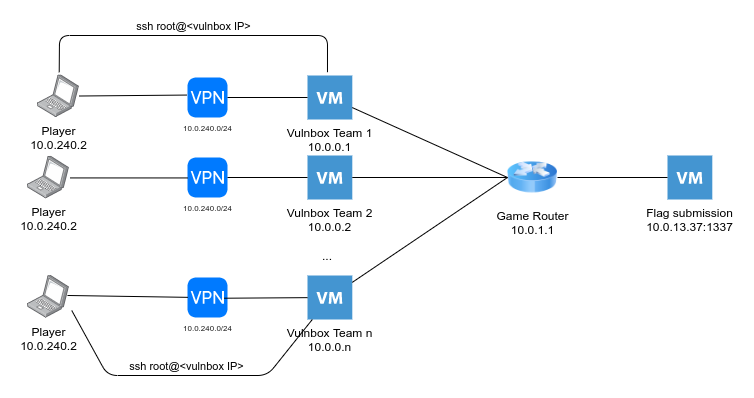 ssh root@<vulnbox IP>
VPN
VM
10.0.240.0/24
Player
10.0.240.2
Vulnbox Team 1
10.0.0.1
VPN
VM
VM
10.0.240.0/24
Player
10.0.240.2
Vulnbox Team 2
10.0.0.2
Game Router
10.0.1.1
Flag submission
10.0.13.37:1337
...
VPN
VM
10.0.240.0/24
Player
10.0.240.2
Vulnbox Team n
10.0.0.n
ssh root@<vulnbox IP>